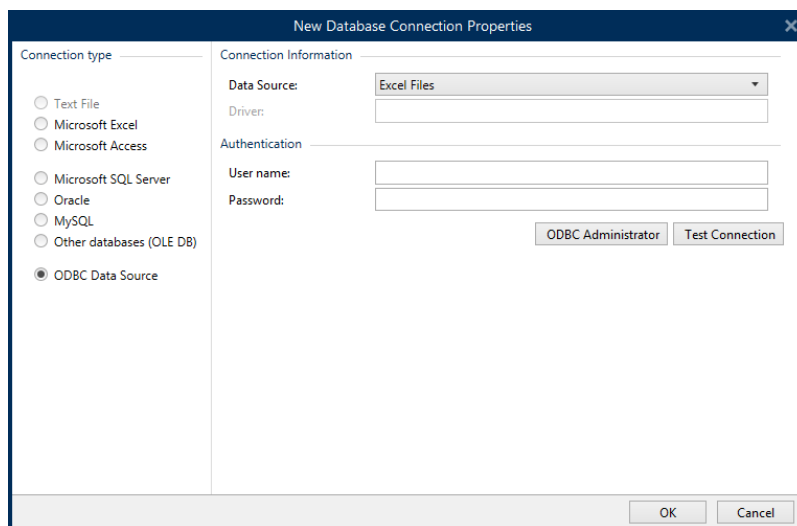 New Database Connection Properties
Connection type
Text File
Microsoft Excel
Microsoft Access
Microsoft SQL Server
Oracle
MySQL
Other databases (OLE DB)
ODBC Data Source
Connection Information
Data Source: Excel Files
Driver:
Authentication
User name:
Password:
ODBC Administrator Test Connection
OK Cancel